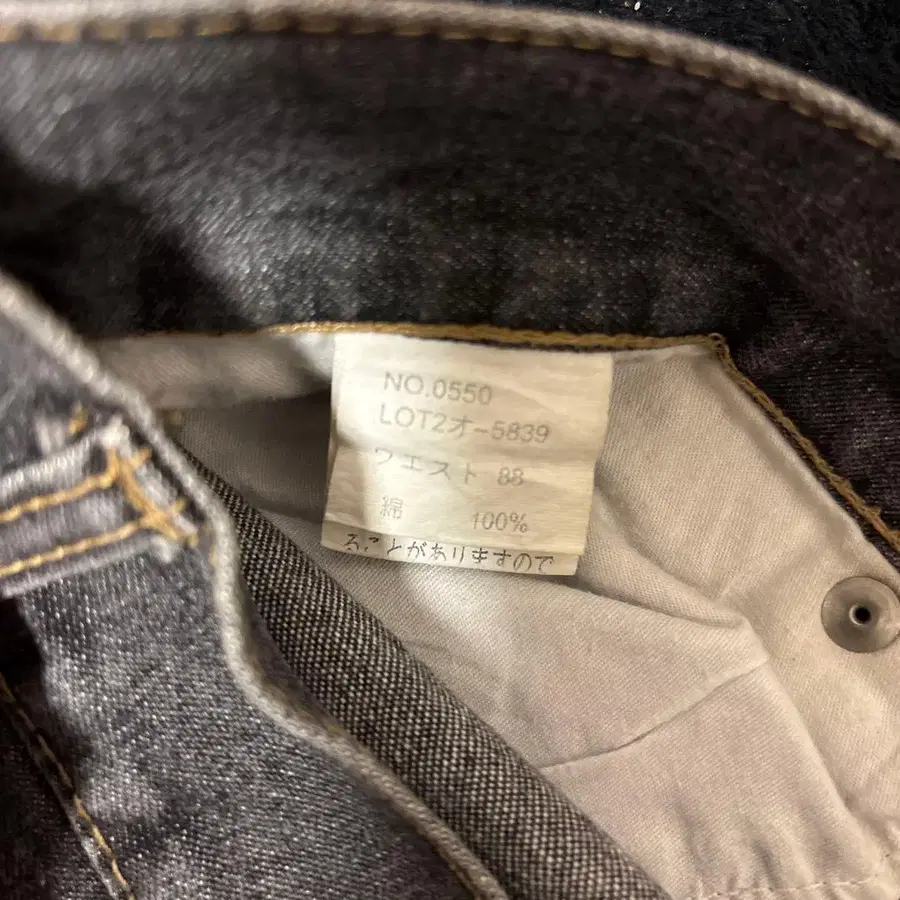 NO.0550
LOT2オ-5839
ウエスト 88
綿 100%
ることがありますので